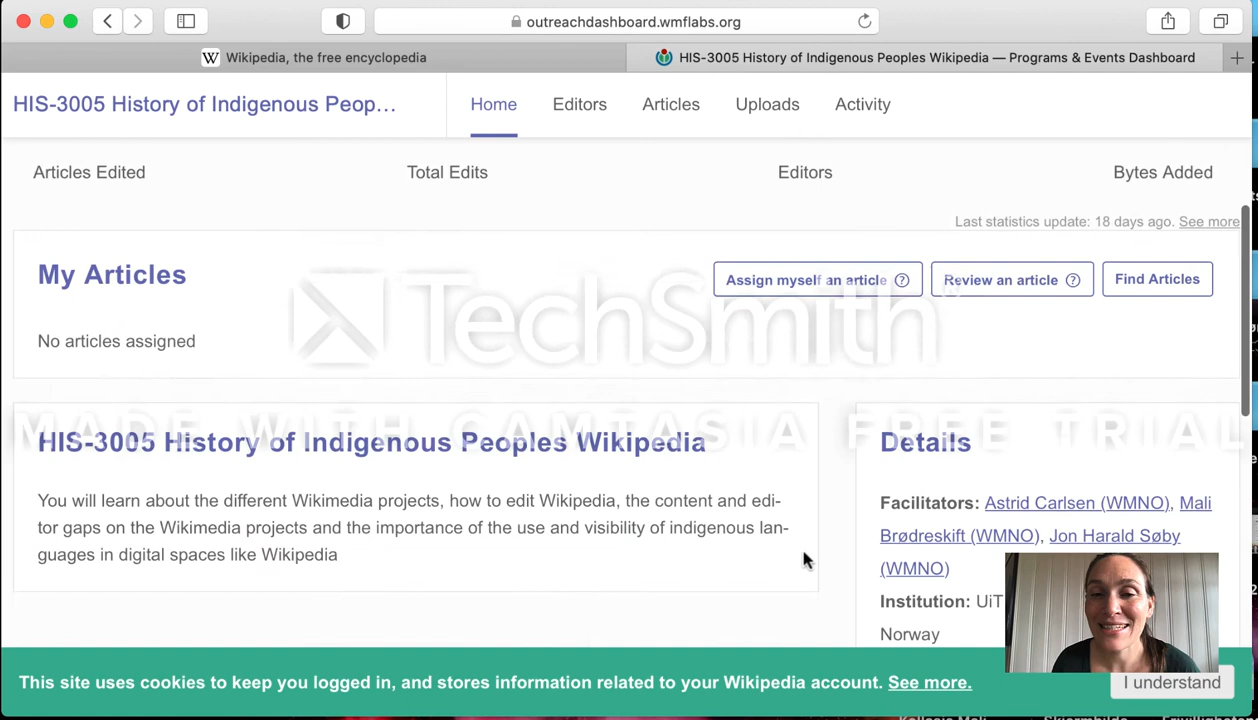 outreachdashboard.wmflabs.org
Wikipedia, the free encyclopedia
HIS-3005 History of Indigenous Peoples Wikipedia — Programs & Events Dashboard
HIS-3005 History of Indigenous Peop...
Home Editors Articles Uploads Activity
Articles Edited Total Edits Editors Bytes Added
Last statistics update: 18 days ago. See more
My Articles
Assign myself an article ? Review an article ? Find Articles
TechSmith
No articles assigned
MADE WITH CAMTASIA FREE TRIAL
HIS-3005 History of Indigenous Peoples Wikipedia
You will learn about the different Wikimedia projects, how to edit Wikipedia, the content and edi-
tor gaps on the Wikimedia projects and the importance of the use and visibility of indigenous lan-
guages in digital spaces like Wikipedia
Details
Facilitators: Astrid Carlsen (WMNO), Mali
Brødreskift (WMNO), Jon Harald Søby
(WMNO)
Institution: UiT
Norway
This site uses cookies to keep you logged in, and stores information related to your Wikipedia account. See more.
I understand